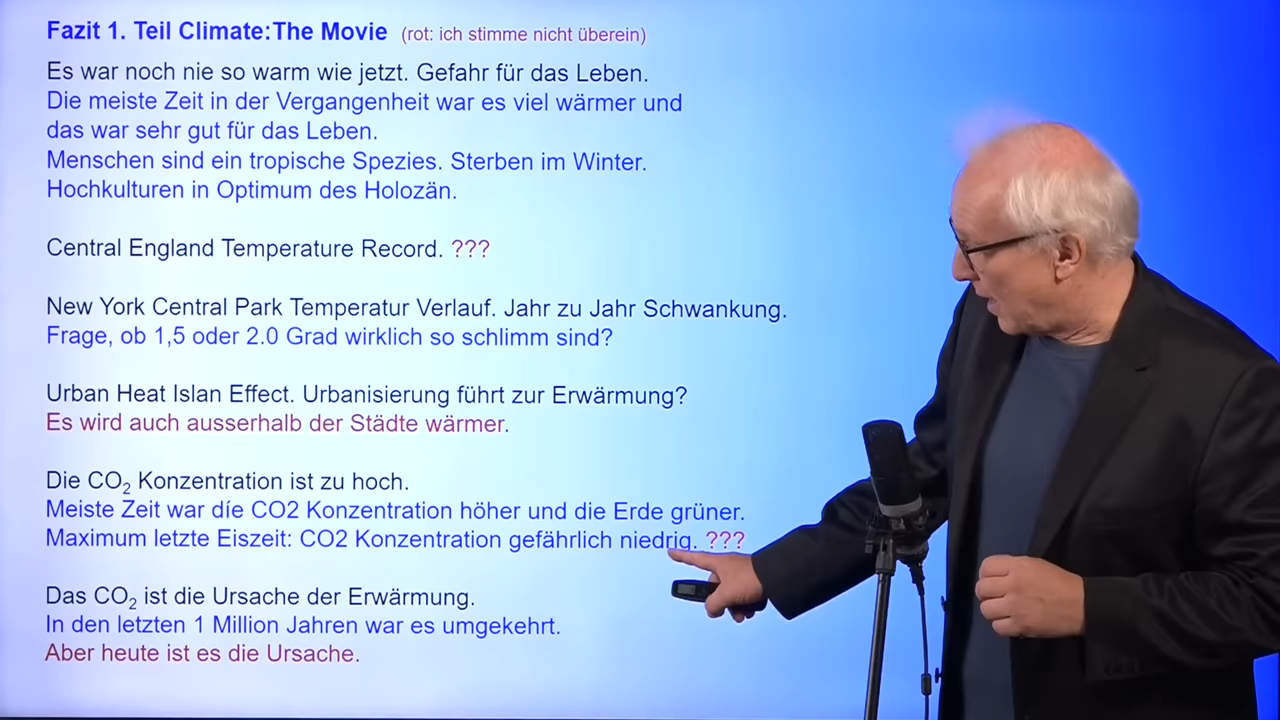 Fazit 1. Teil Climate:The Movie (rot: ich stimme nicht überein)
Es war noch nie so warm wie jetzt. Gefahr für das Leben.
Die meiste Zeit in der Vergangenheit war es viel wärmer und
das war sehr gut für das Leben.
Menschen sind ein tropische Spezies. Sterben im Winter.
Hochkulturen in Optimum des Holozän.
Central England Temperature Record. ???
New York Central Park Temperatur Verlauf. Jahr zu Jahr Schwankung.
Frage, ob 1,5 oder 2.0 Grad wirklich so schlimm sind?
Urban Heat Islan Effect. Urbanisierung führt zur Erwärmung?
Es wird auch ausserhalb der Städte wärmer.
Die CO₂ Konzentration ist zu hoch.
Meiste Zeit war díe CO2 Konzentration höher und die Erde grüner.
Maximum letzte Eiszeit: CO2 Konzentration gefährlich niedrig. ???
Das CO₂ ist die Ursache der Erwärmung.
In den letzten 1 Million Jahren war es umgekehrt.
Aber heute ist es die Ursache.